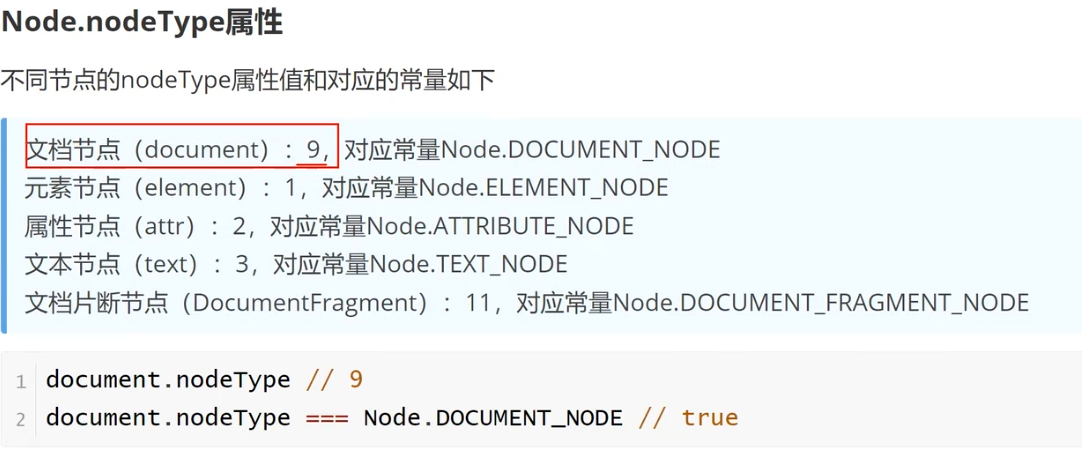 Node.nodeType属性
不同节点的nodeType属性值和对应的常量如下
文档节点（document）：9，对应常量Node.DOCUMENT_NODE
元素节点（element）：1，对应常量Node.ELEMENT_NODE
属性节点（attr）：2，对应常量Node.ATTRIBUTE_NODE
文本节点（text）：3，对应常量Node.TEXT_NODE
文档片断节点（DocumentFragment）：11，对应常量Node.DOCUMENT_FRAGMENT_NODE
1 document.nodeType // 9
2 document.nodeType === Node.DOCUMENT_NODE // true